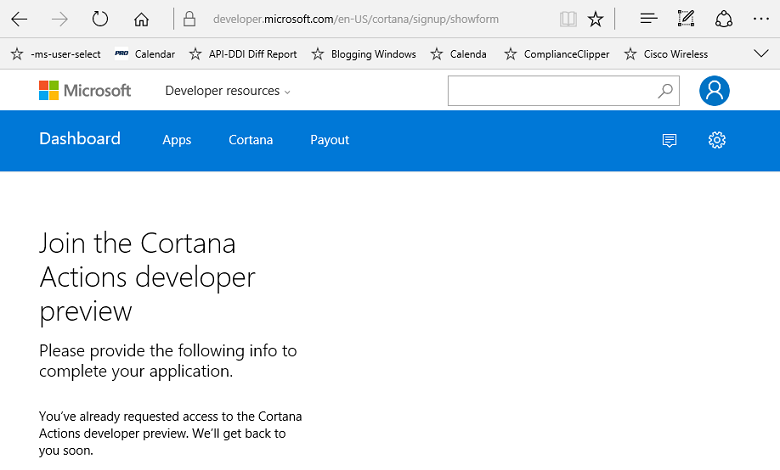 developer.microsoft.com/en-US/cortana/signup/showform
-ms-user-select PRO Calendar API-DDI Diff Report Blogging Windows Calenda ComplianceClipper Cisco Wireless
Microsoft Developer resources
Dashboard Apps Cortana Payout
Join the Cortana
Actions developer
preview
Please provide the following info to
complete your application.
You've already requested access to the Cortana
Actions developer preview. We'll get back to
you soon.